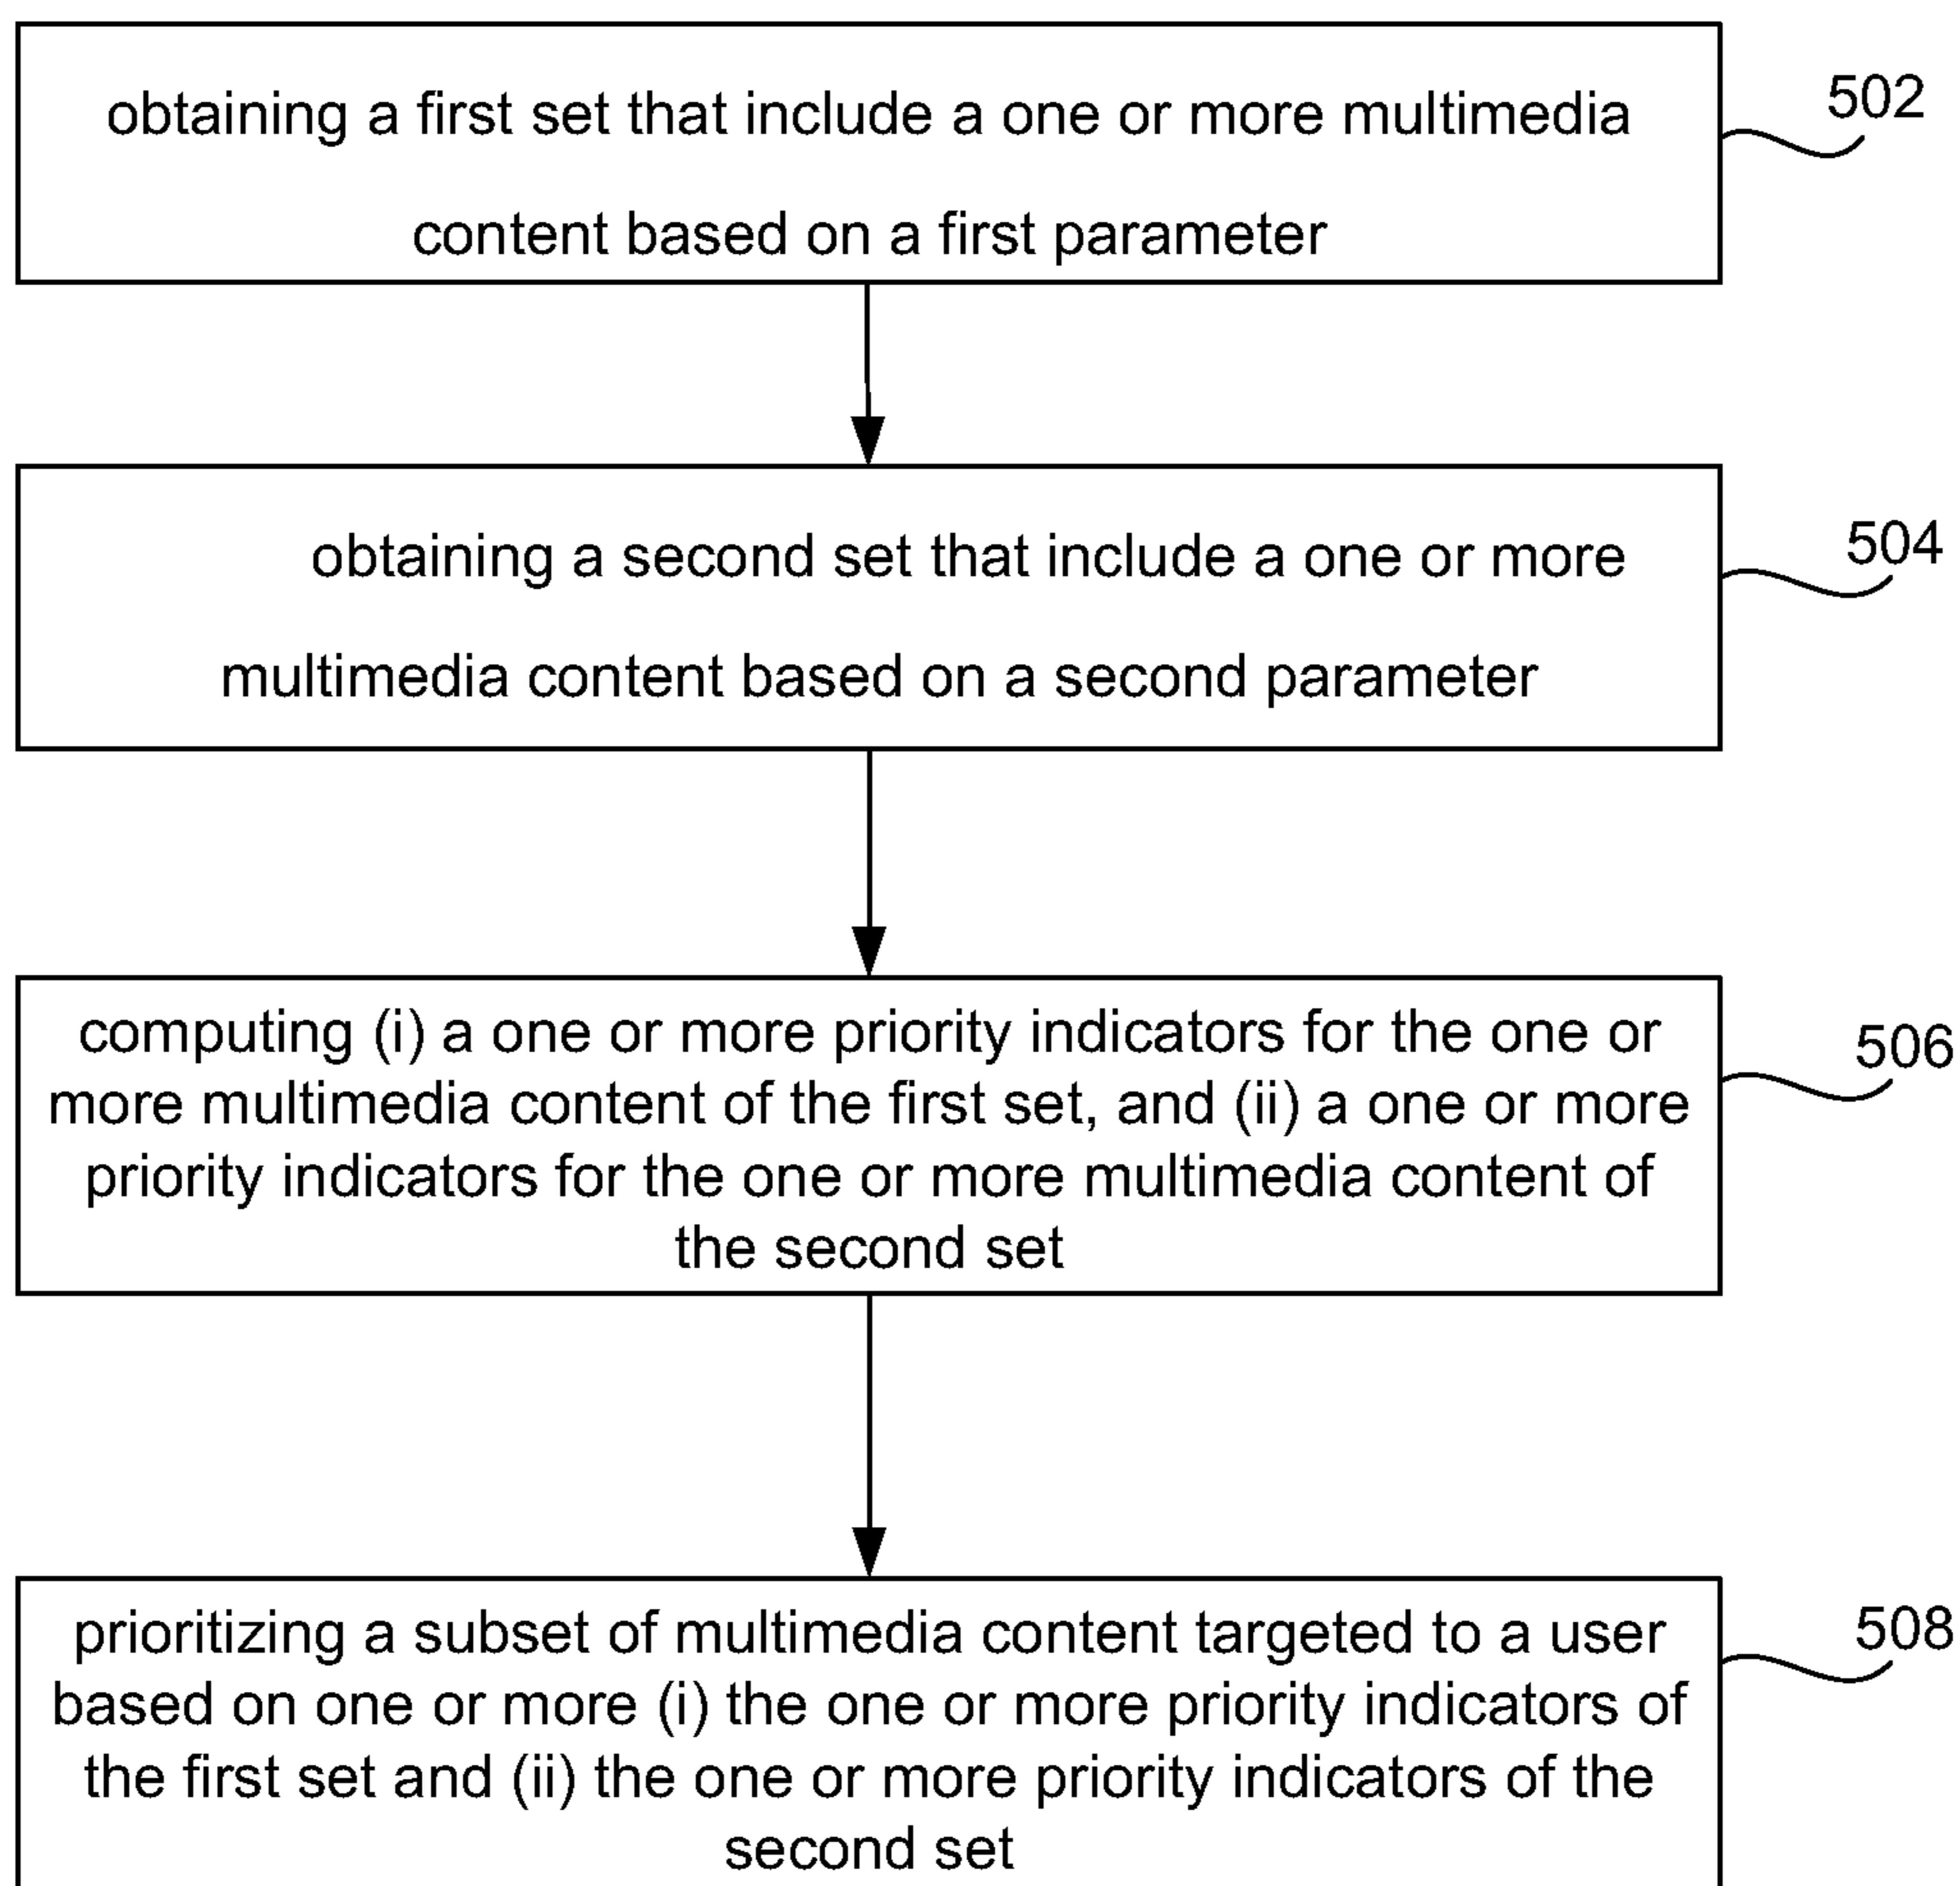 obtaining a first set that include a one or more multimedia
content based on a first parameter
502
obtaining a second set that include a one or more
multimedia content based on a second parameter
504
computing (i) a one or more priority indicators for the one or
more multimedia content of the first set, and (ii) a one or more
priority indicators for the one or more multimedia content of
the second set
506
prioritizing a subset of multimedia content targeted to a user
based on one or more (i) the one or more priority indicators of
the first set and (ii) the one or more priority indicators of the
second set
508